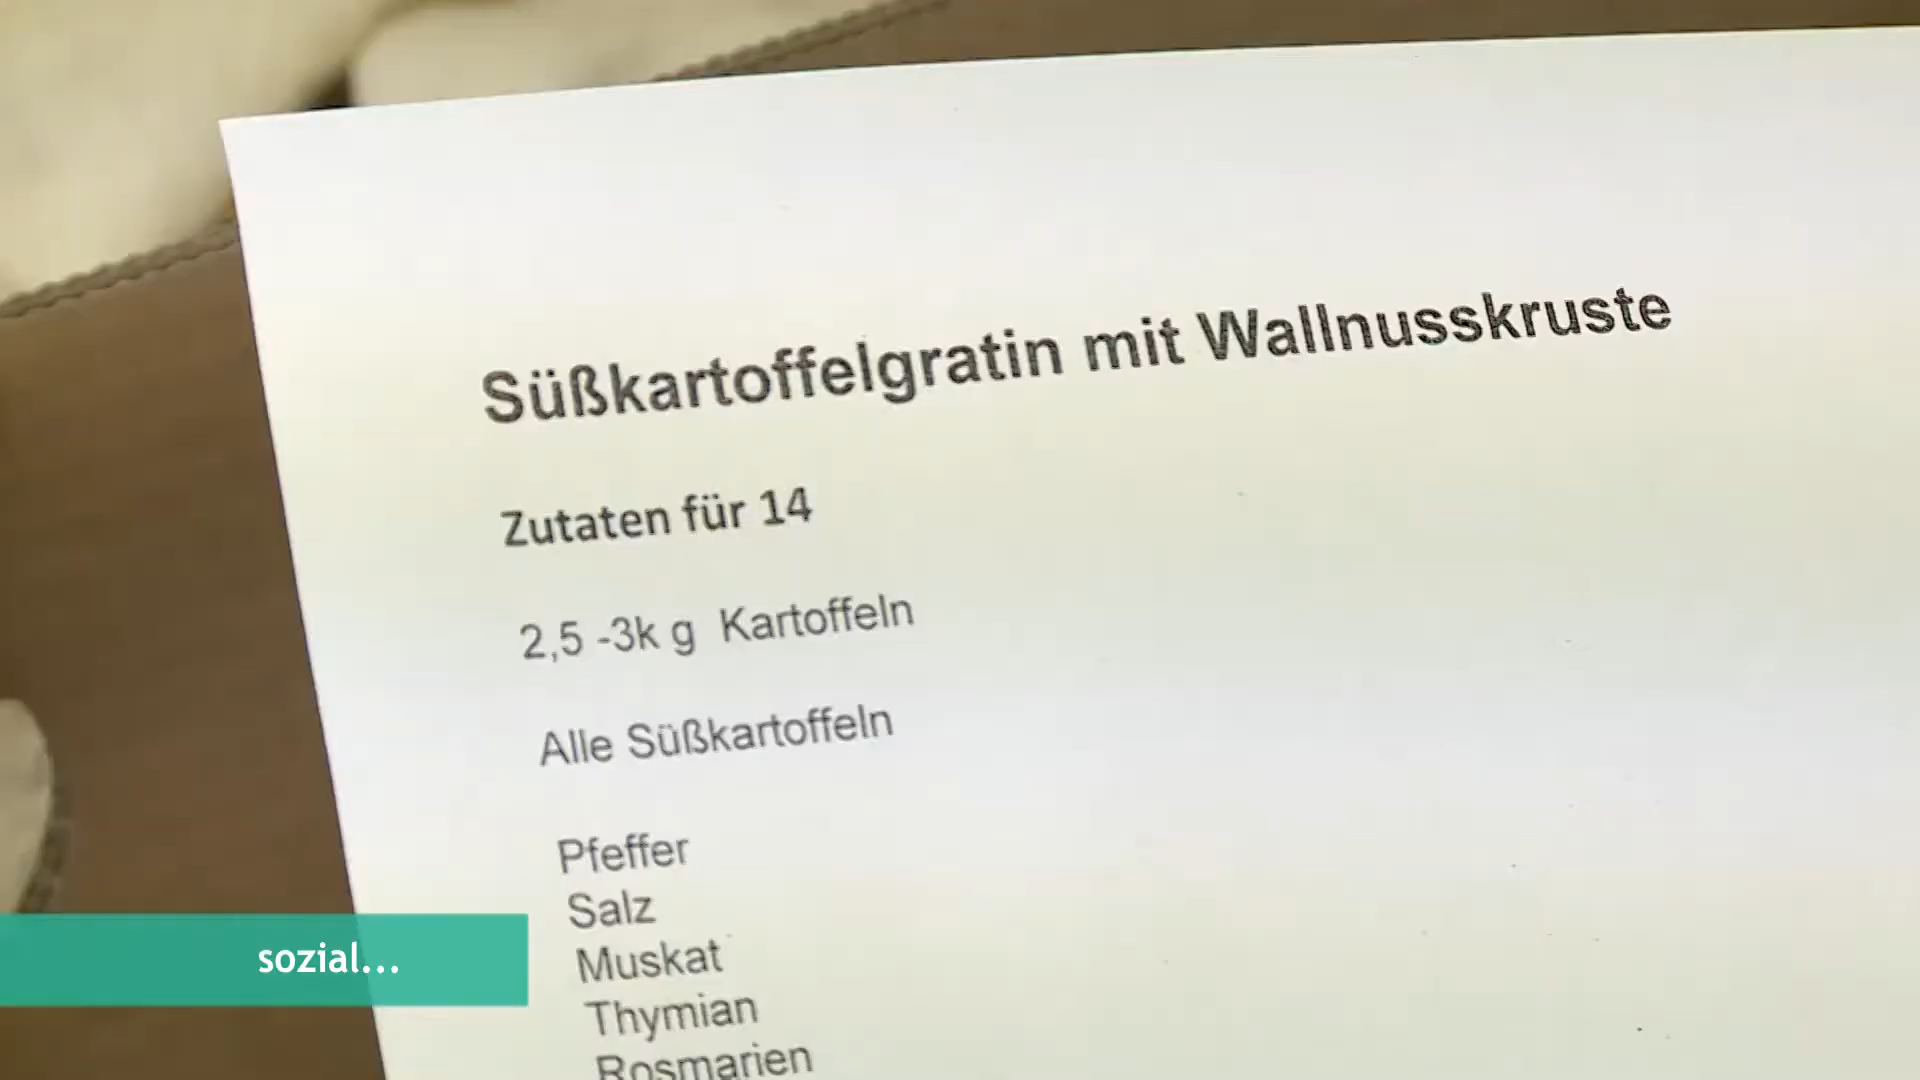 Süßkartoffelgratin mit Wallnusskruste
Zutaten für 14
2,5 -3k g  Kartoffeln
Alle Süßkartoffeln
Pfeffer
Salz
Muskat
Thymian
Rosmarien
sozial...